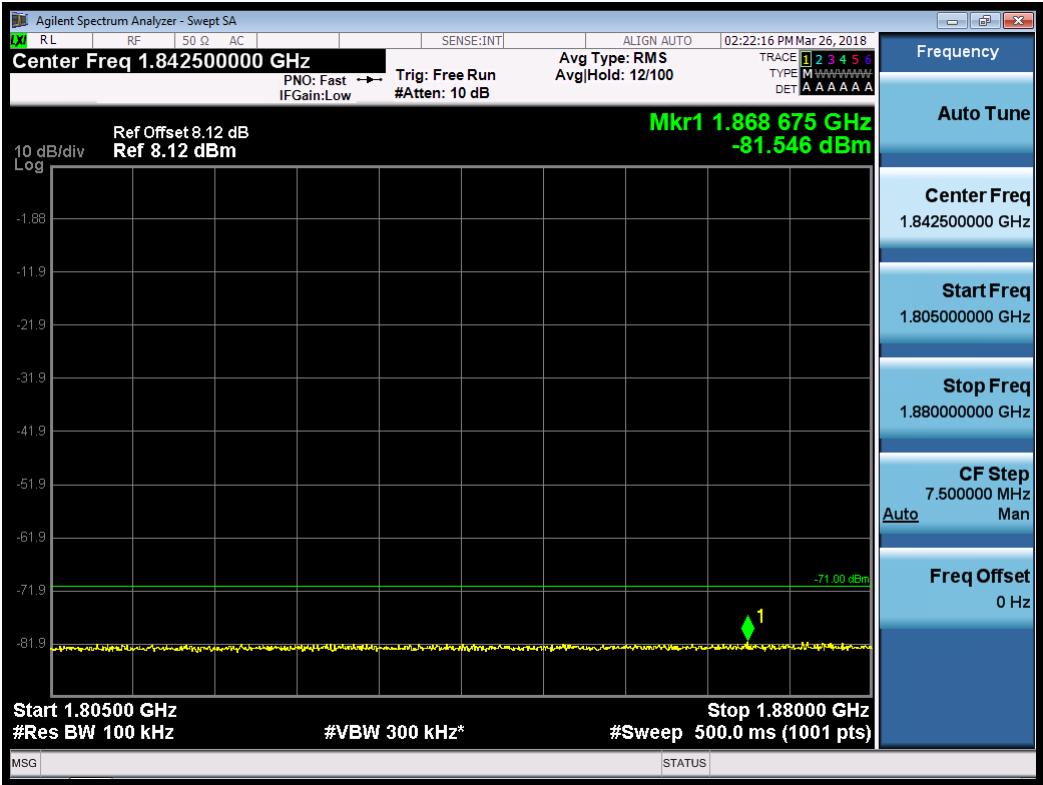 Agilent Spectrum Analyzer - Swept SA
LXI RL RF 50 Ω AC SENSE:INT ALIGN AUTO 02:22:16 PM Mar 26, 2018
Center Freq 1.842500000 GHz
PNO: Fast
IFGain:Low
Trig: Free Run
#Atten: 10 dB
Avg Type: RMS
Avg|Hold: 12/100
TRACE 1 2 3 4 5 6
TYPE M W W W W W
DET A A A A A A
Mkr1 1.868 675 GHz
-81.546 dBm
Ref Offset 8.12 dB
10 dB/div Ref 8.12 dBm
Log
-1.88
-11.9
-21.9
-31.9
-41.9
-51.9
-61.9
-71.9
-81.9
-71.00 dBm
1
Start 1.80500 GHz Stop 1.88000 GHz
#Res BW 100 kHz #VBW 300 kHz* #Sweep 500.0 ms (1001 pts)
MSG STATUS
Frequency
Auto Tune
Center Freq
1.842500000 GHz
Start Freq
1.805000000 GHz
Stop Freq
1.880000000 GHz
CF Step
7.500000 MHz
Auto Man
Freq Offset
0 Hz